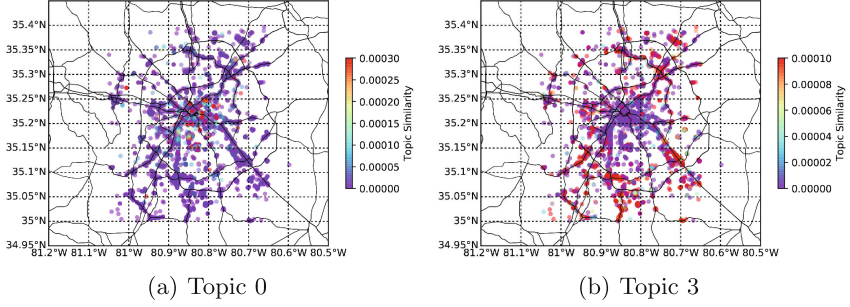 35.4°N
35.3°N
35.25°N
35.2°N
35.15°N
35.1°N
35.05°N
35°N
34.95°N
81.2°W 81.1°W 81°W 80.9°W 80.8°W 80.7°W 80.6°W 80.5°W
0.00030
0.00025
0.00020
0.00015
0.00010
0.00005
0.00000
Topic Similarity
35.4°N
35.3°N
35.25°N
35.2°N
35.15°N
35.1°N
35.05°N
35°N
34.95°N
81.2°W 81.1°W 81°W 80.9°W 80.8°W 80.7°W 80.6°W 80.5°W
0.00010
0.00008
0.00006
0.00004
0.00002
0.00000
Topic Similarity
(a) Topic 0
(b) Topic 3